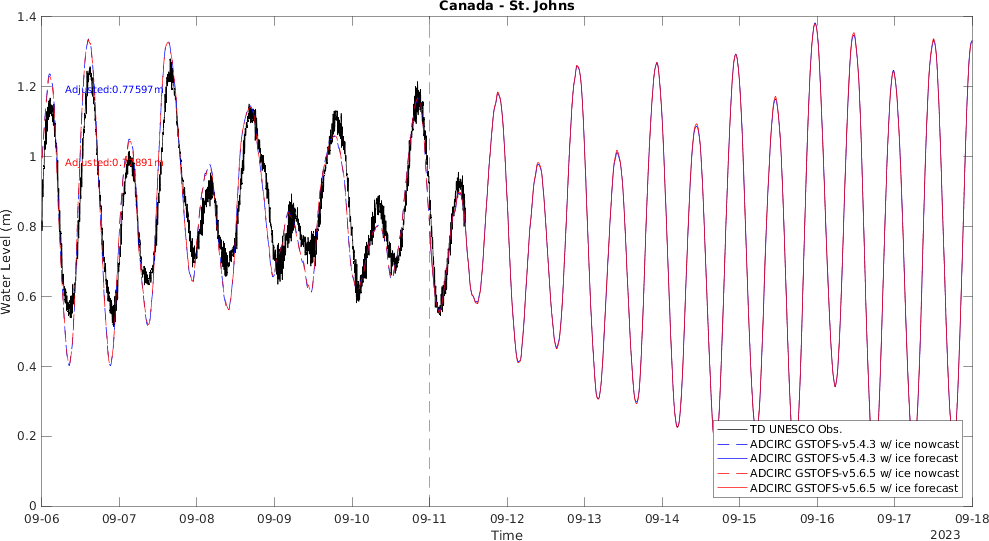 Canada - St. Johns
1.4
1.2
1
0.8
0.6
0.4
0.2
0
Water Level (m)
Adjusted:0.77597m
09-06
09-07
09-08
09-09
09-10
09-11
09-12
09-13
09-14
09-15
09-16
09-17
09-18
Time
2023
TD UNESCO Obs.
ADCIRC GSTOFS-v5.4.3 w/ ice nowcast
ADCIRC GSTOFS-v5.4.3 w/ ice forecast
ADCIRC GSTOFS-v5.6.5 w/ ice nowcast
ADCIRC GSTOFS-v5.6.5 w/ ice forecast